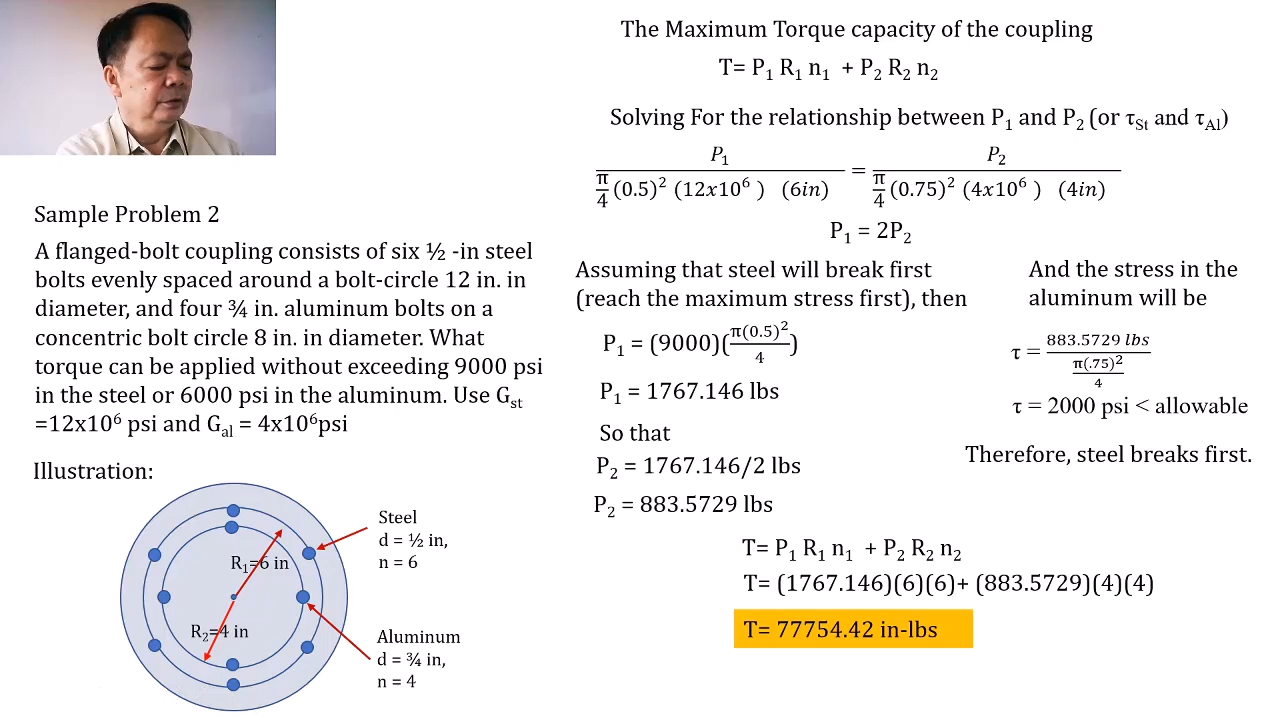 The Maximum Torque capacity of the coupling
T= P₁ R₁ n₁ + P₂ R₂ n₂
Solving For the relationship between P₁ and P₂ (or τ_St and τ_Al)
P₁ / (π/4 (0.5)² (12x10⁶ ) (6in)) = P₂ / (π/4 (0.75)² (4x10⁶ ) (4in))
P₁ = 2P₂
Sample Problem 2
A flanged-bolt coupling consists of six ½ -in steel
bolts evenly spaced around a bolt-circle 12 in. in
diameter, and four ¾ in. aluminum bolts on a
concentric bolt circle 8 in. in diameter. What
torque can be applied without exceeding 9000 psi
in the steel or 6000 psi in the aluminum. Use G_st
=12x10⁶ psi and G_al = 4x10⁶psi
Illustration:
Steel
d = ½ in,
n = 6
R₁=6 in
R₂=4 in
Aluminum
d = ¾ in,
n = 4
Assuming that steel will break first
(reach the maximum stress first), then
P₁ = (9000)(π(0.5)²/4)
P₁ = 1767.146 lbs
So that
P₂ = 1767.146/2 lbs
P₂ = 883.5729 lbs
And the stress in the
aluminum will be
τ = 883.5729 lbs / (π(.75)²/4)
τ = 2000 psi < allowable
Therefore, steel breaks first.
T= P₁ R₁ n₁ + P₂ R₂ n₂
T= (1767.146)(6)(6)+ (883.5729)(4)(4)
T= 77754.42 in-lbs